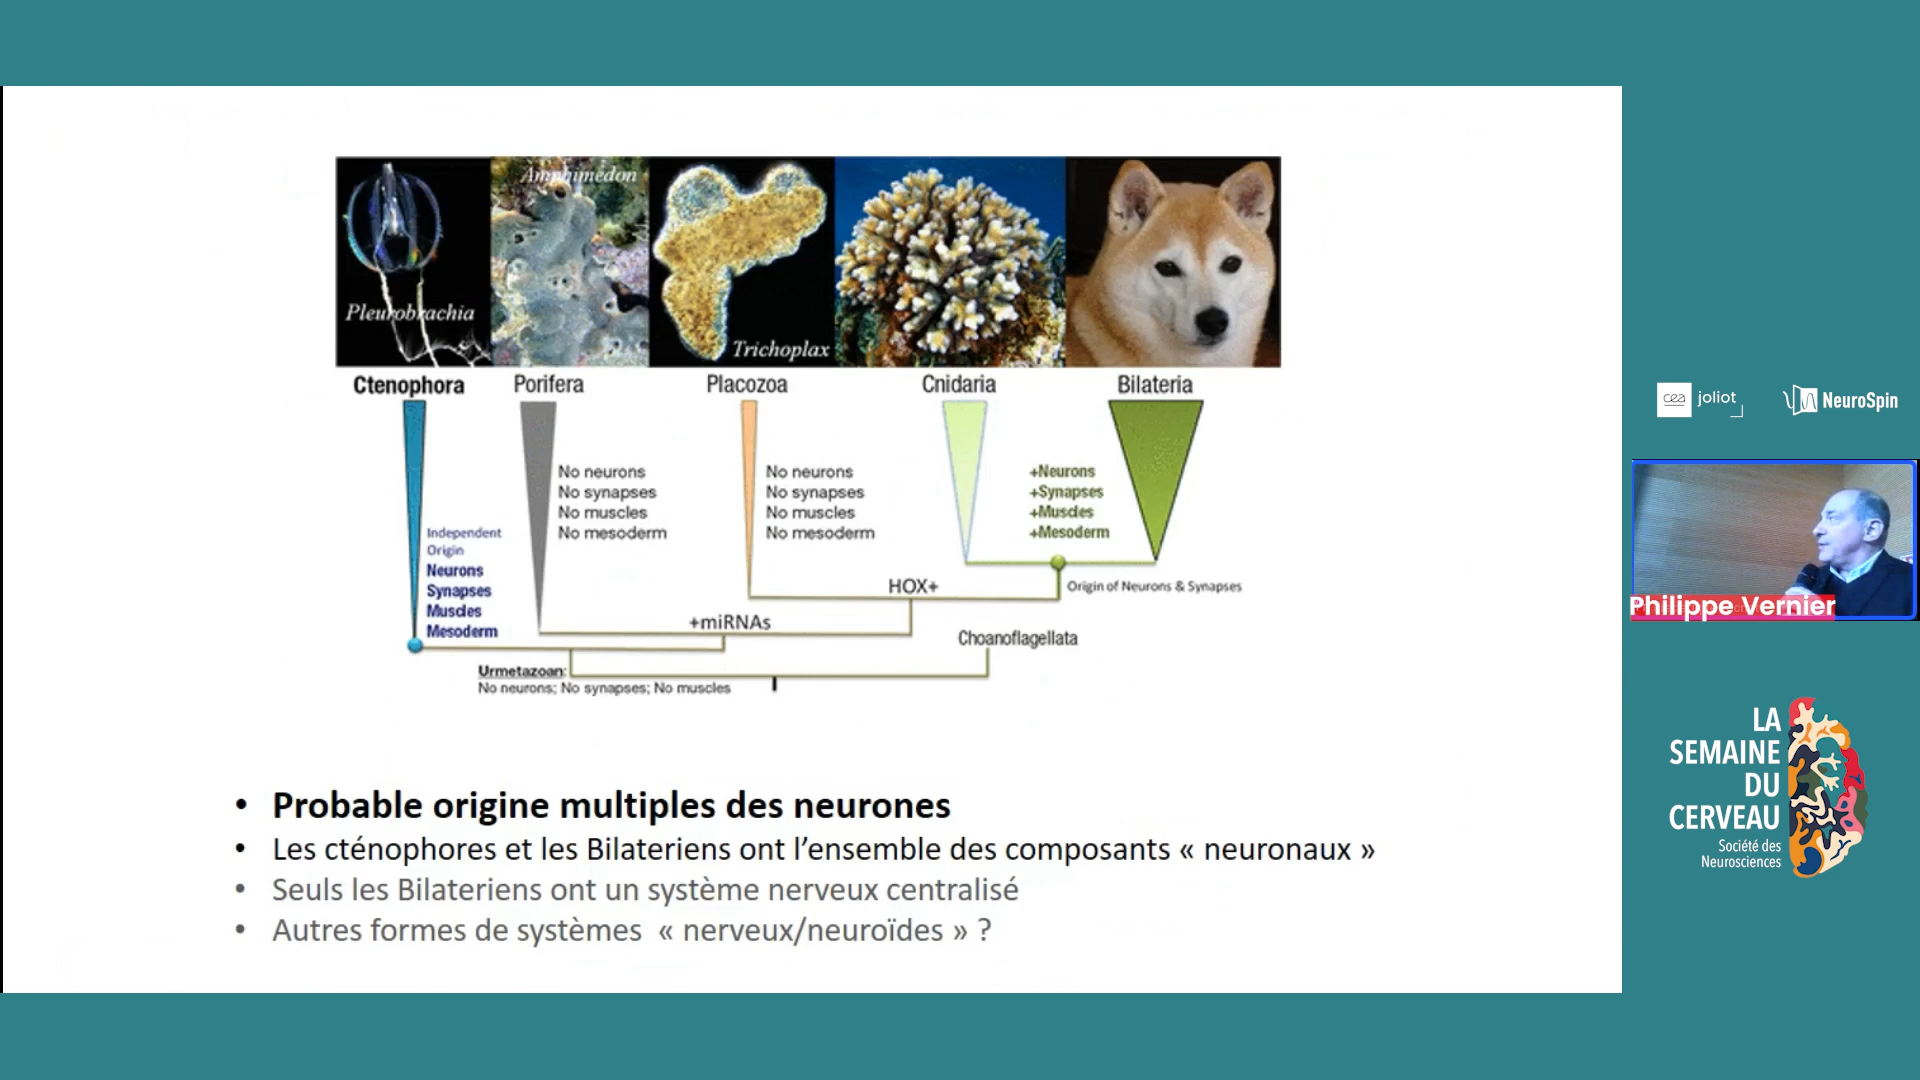 Amphimedon
Pleurobrachia
Trichoplax
Ctenophora
Porifera
Placozoa
Cnidaria
Bilateria
No neurons
No synapses
No muscles
No mesoderm
No neurons
No synapses
No muscles
No mesoderm
+Neurons
+Synapses
+Muscles
+Mesoderm
Independent
Origin
Neurons
Synapses
Muscles
Mesoderm
HOX+
Origin of Neurons & Synapses
+miRNAs
Choanoflagellata
Urmetazoan:
No neurons; No synapses; No muscles
• Probable origine multiples des neurones
• Les cténophores et les Bilateriens ont l’ensemble des composants « neuronaux »
• Seuls les Bilateriens ont un système nerveux centralisé
• Autres formes de systèmes « nerveux/neuroïdes » ?
cea joliot
NeuroSpin
Philippe Vernier
LA
SEMAINE
DU
CERVEAU
Société des
Neurosciences